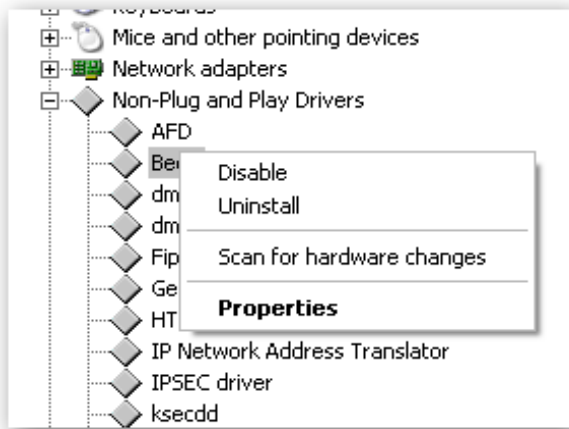 Keyboards
Mice and other pointing devices
Network adapters
Non-Plug and Play Drivers
AFD
Disable
Uninstall
Scan for hardware changes
Properties
IP Network Address Translator
IPSEC driver
ksecdd